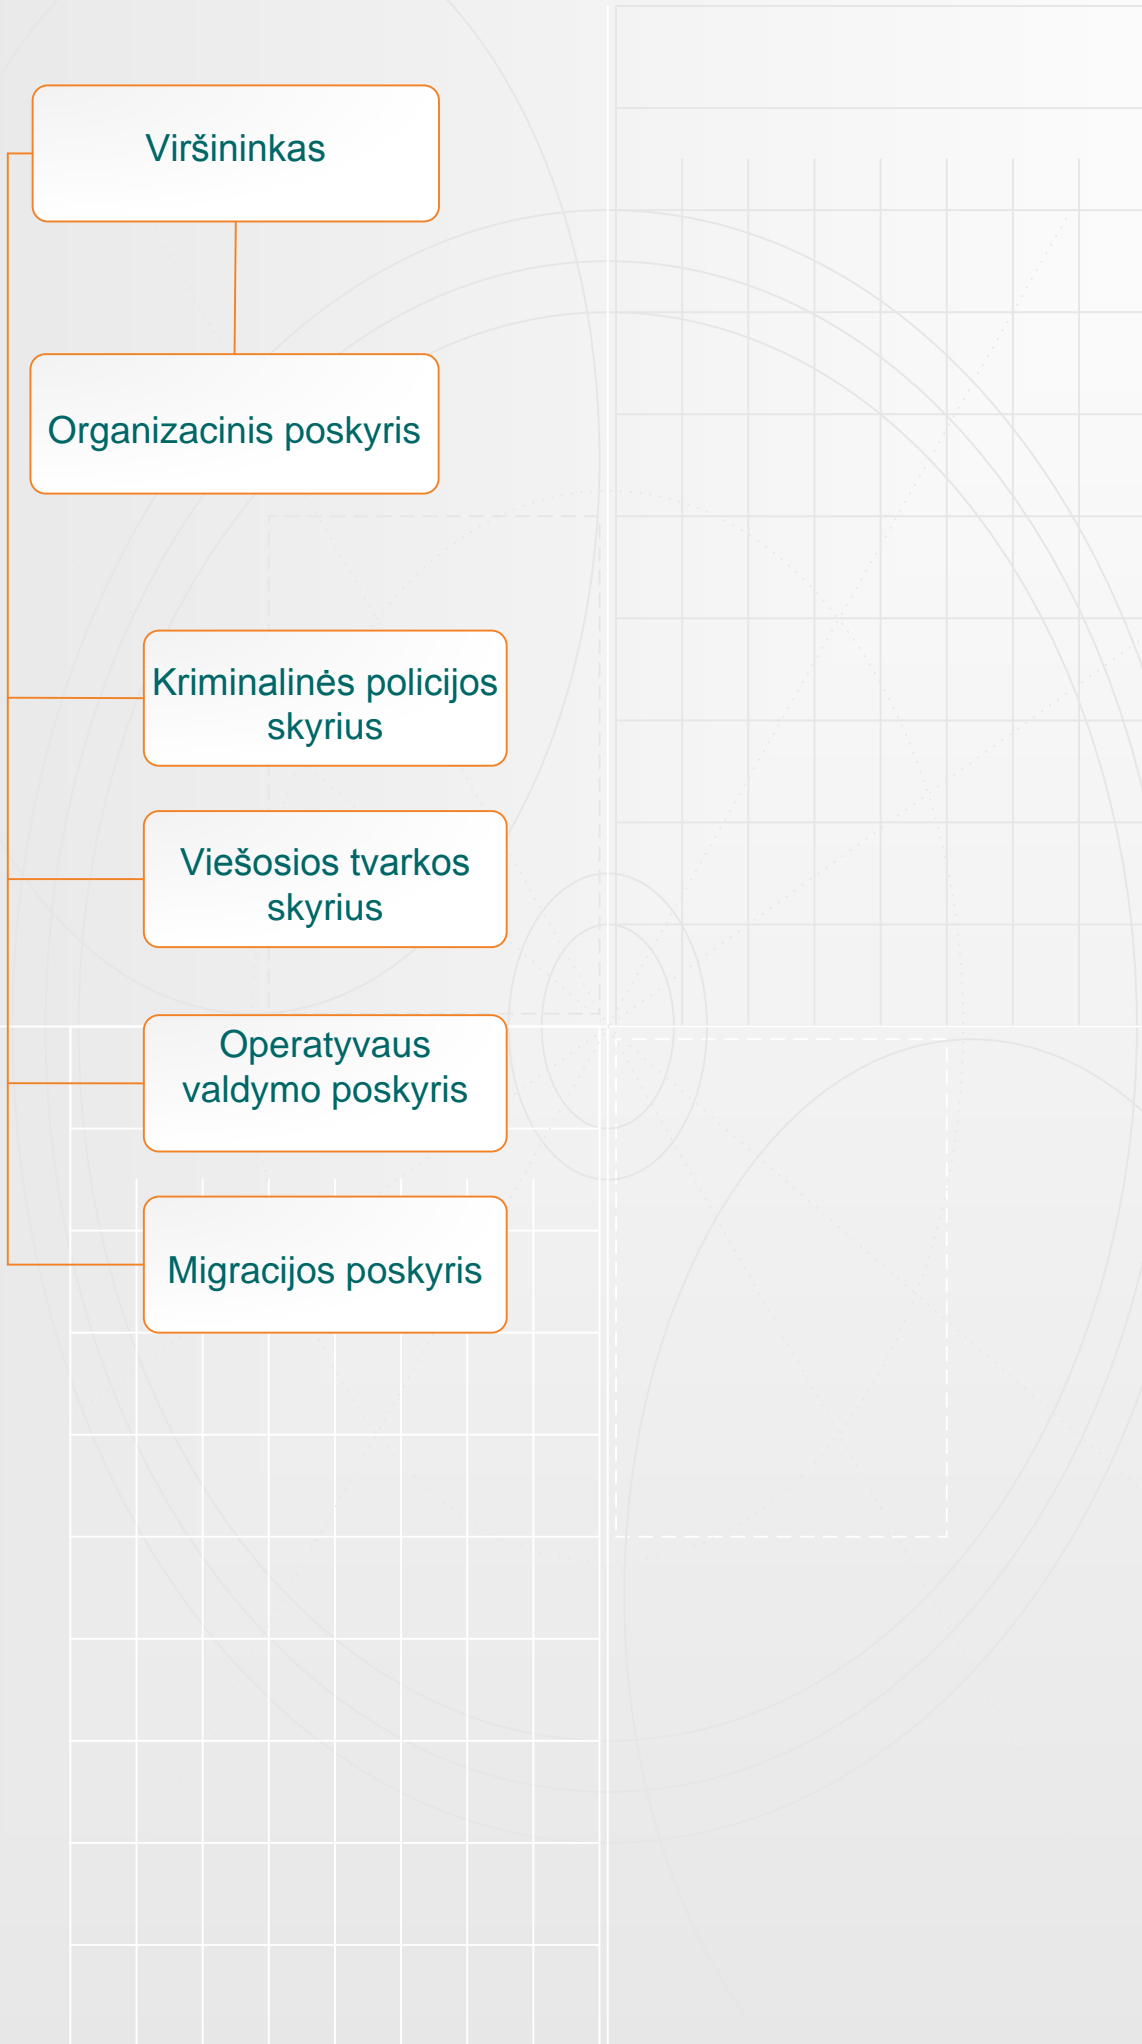 Viršininkas
Organizacinis poskyris
Kriminalinės policijos
skyrius
Viešosios tvarkos
skyrius
Operatyvaus
valdymo poskyris
Migracijos poskyris